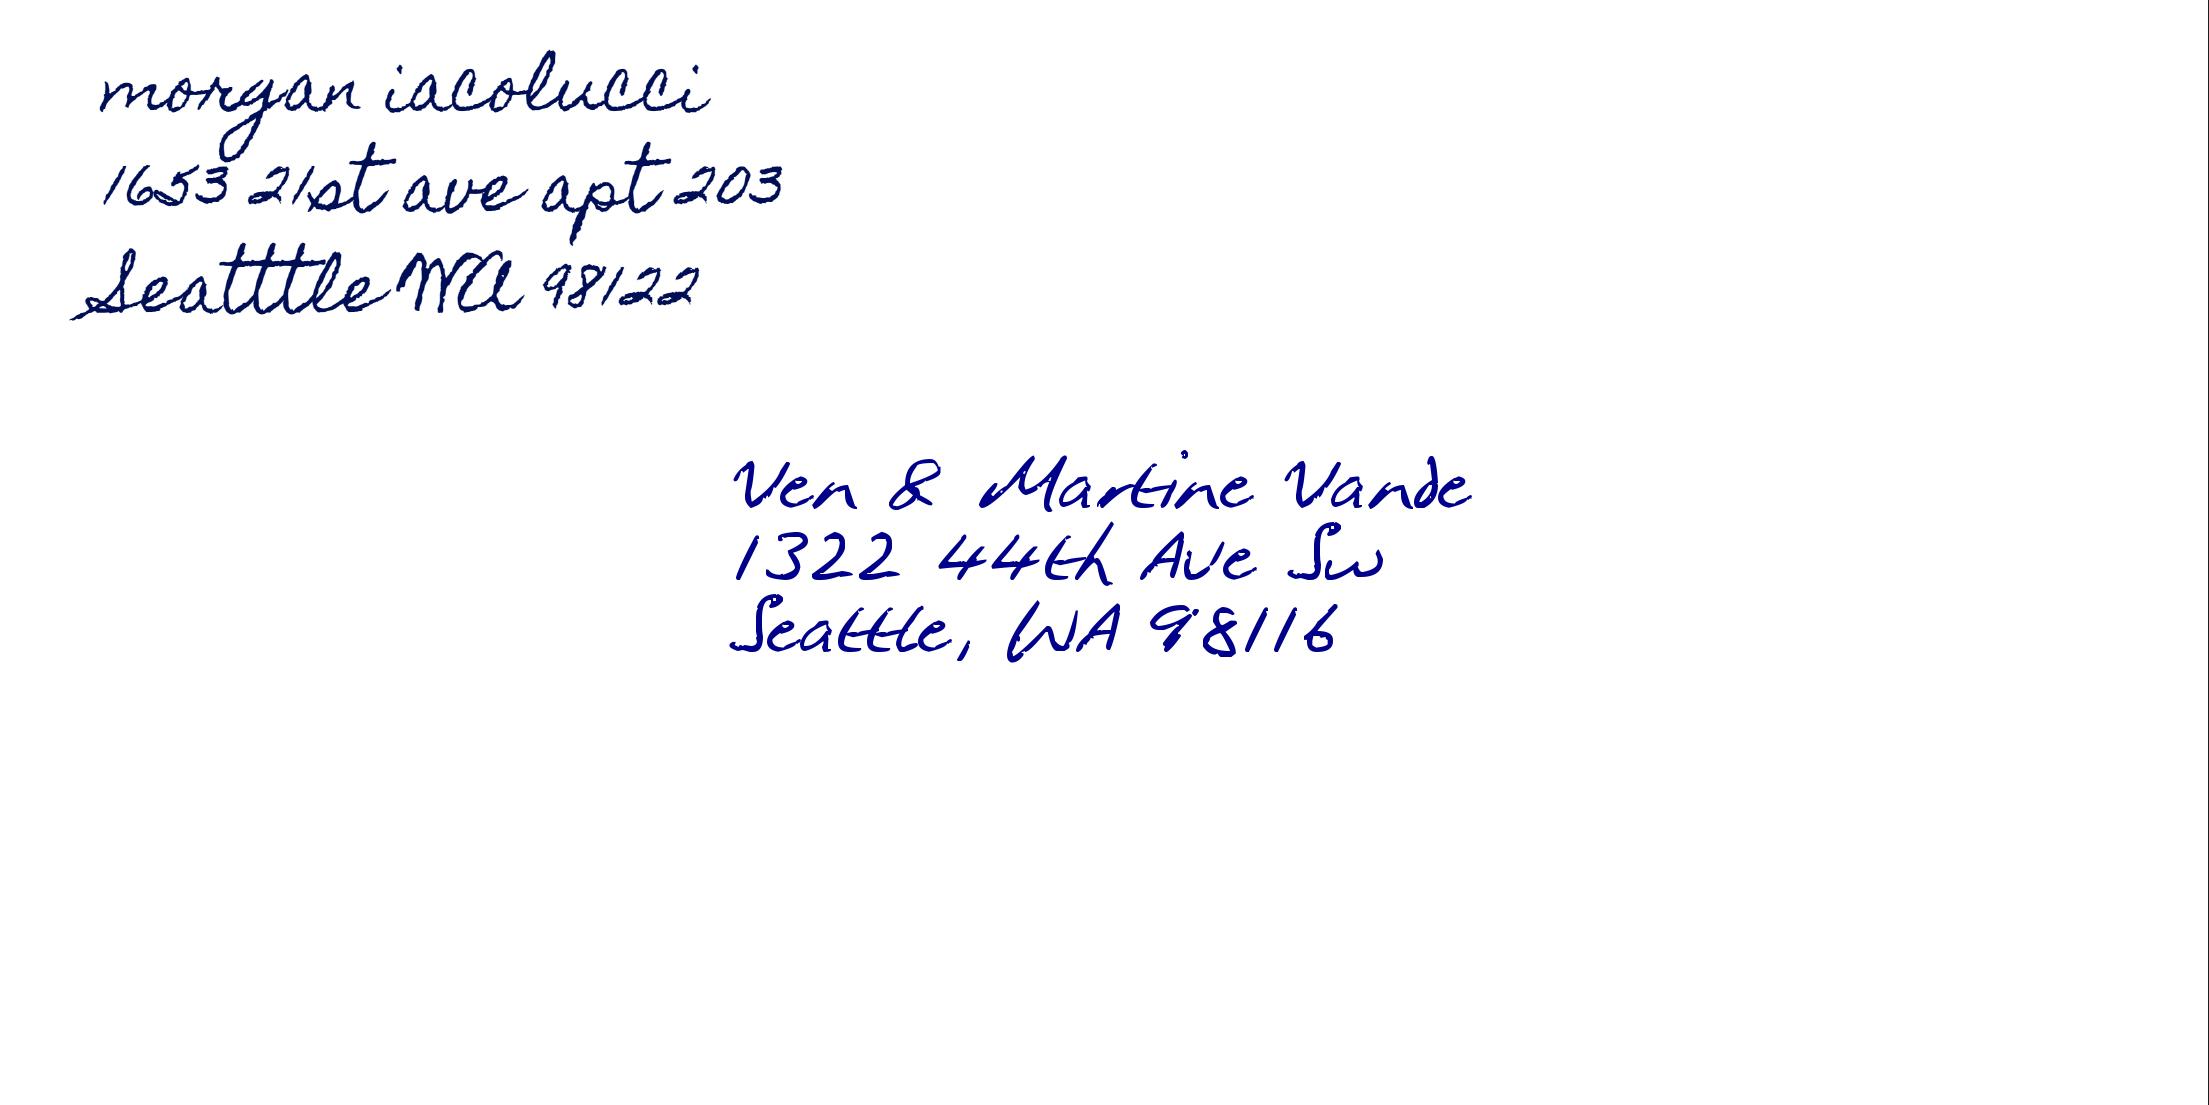 morgan iacolucci
1653 21st ave apt 203
Seatttle WA 98122
Ven & Martine Vande
1322 44th Ave Sw
Seattle, WA 98116